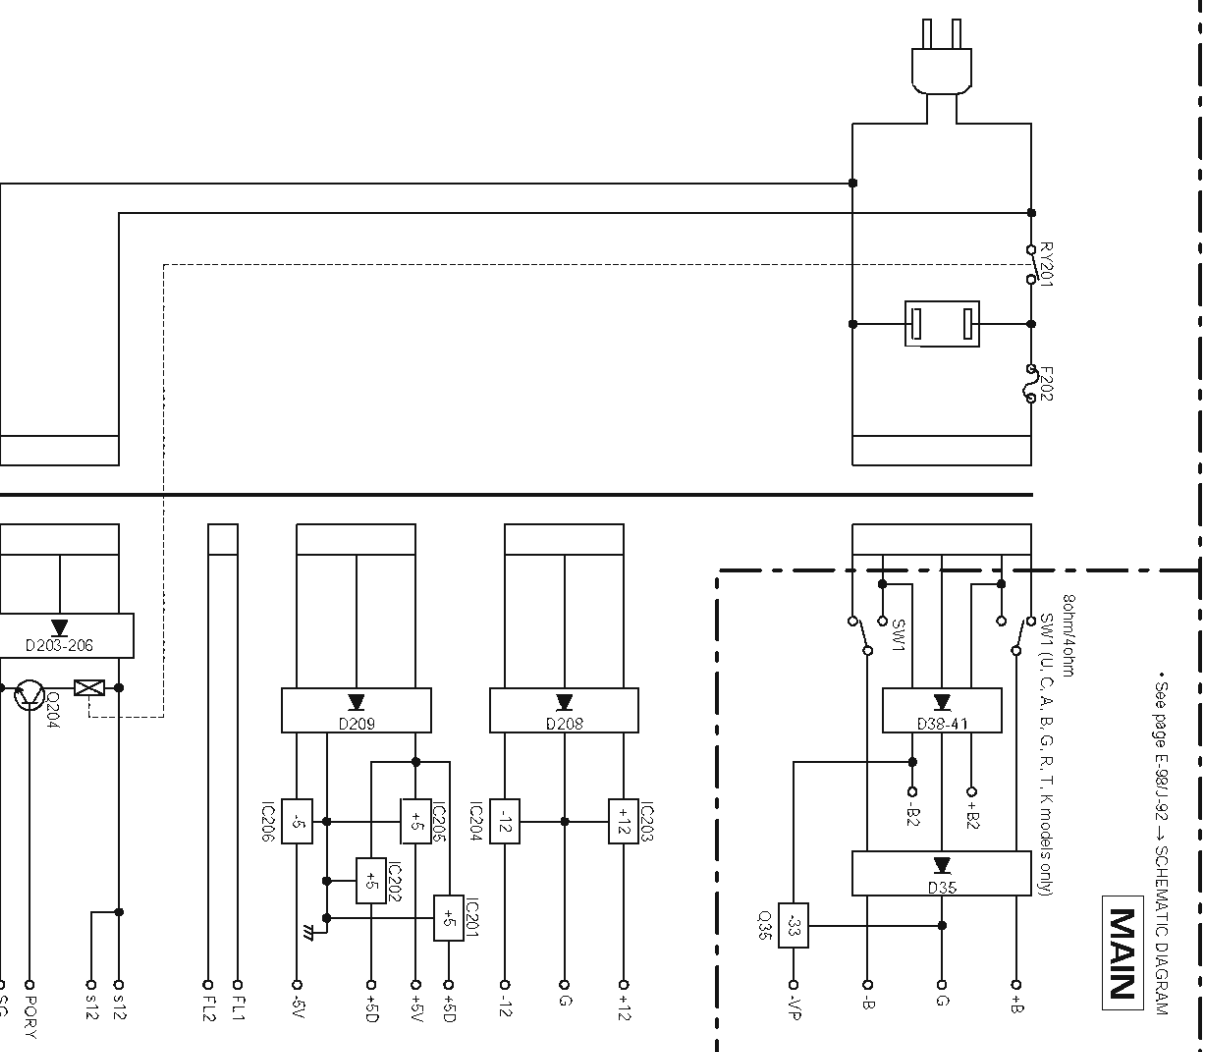 RY201
F202
8ohm/4ohm
SW1 (U, C, A, B, G, R, T, K models only)
SW1
• See page E-98/J-92 → SCHEMATIC DIAGRAM
MAIN
D203-206
Q204
D209
D208
D38-41
-B2
+B2
IC206
-5
+5
IC205
IC204
-12
+12
IC203
+5
IC202
+5
IC201
D35
Q35
-33
SG
PORY
s12
s12
FL2
FL1
-5V
+5D
+5V
+5D
-12
G
+12
-VP
-B
G
+B